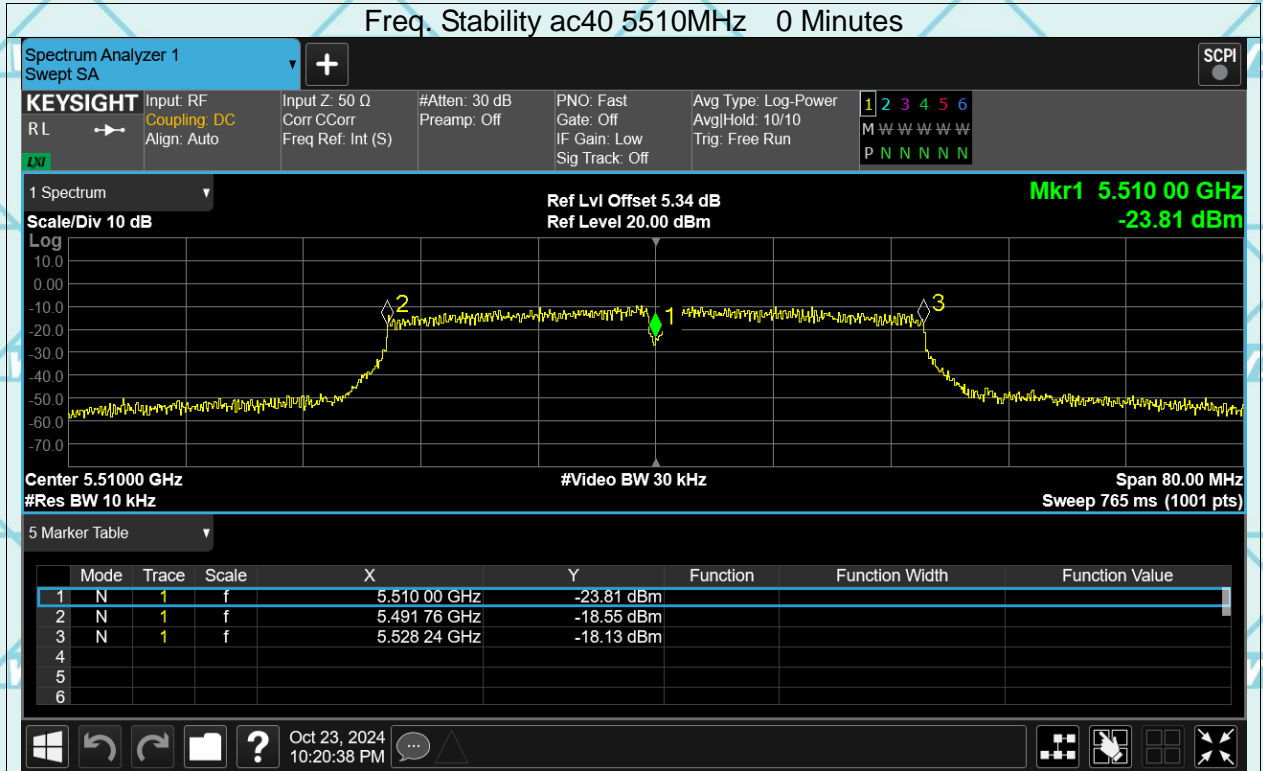 Freq. Stability ac40 5510MHz 0 Minutes
Spectrum Analyzer 1
Swept SA
+
SCPI
KEYSIGHT
RL
LXI
Input: RF
Coupling: DC
Align: Auto
Input Z: 50 Ω
Corr CCorr
Freq Ref: Int (S)
#Atten: 30 dB
Preamp: Off
PNO: Fast
Gate: Off
IF Gain: Low
Sig Track: Off
Avg Type: Log-Power
Avg|Hold: 10/10
Trig: Free Run
1 2 3 4 5 6
M W W W W W
P N N N N N
1 Spectrum
Scale/Div 10 dB
Ref Lvl Offset 5.34 dB
Ref Level 20.00 dBm
Mkr1 5.510 00 GHz
-23.81 dBm
Log
10.0
0.00
-10.0
-20.0
-30.0
-40.0
-50.0
-60.0
-70.0
2
1
3
Center 5.51000 GHz
#Res BW 10 kHz
#Video BW 30 kHz
Span 80.00 MHz
Sweep 765 ms (1001 pts)
5 Marker Table
Mode Trace Scale X Y Function Function Width Function Value
1 N 1 f 5.510 00 GHz -23.81 dBm
2 N 1 f 5.491 76 GHz -18.55 dBm
3 N 1 f 5.528 24 GHz -18.13 dBm
4
5
6
?
Oct 23, 2024
10:20:38 PM